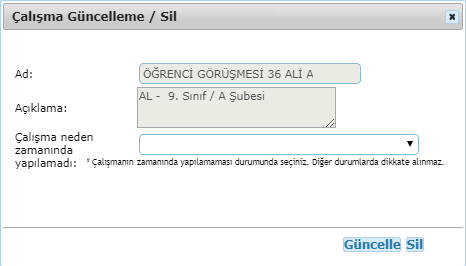 Çalışma Güncelleme / Sil
Ad: ÖĞRENCİ GÖRÜŞMESİ 36 ALİ A
Açıklama: AL - 9. Sınıf / A Şubesi
Çalışma neden
zamanında
yapılamadı: * Çalışmanın zamanında yapılamaması durumunda seçiniz. Diğer durumlarda dikkate alınmaz.
Güncelle Sil